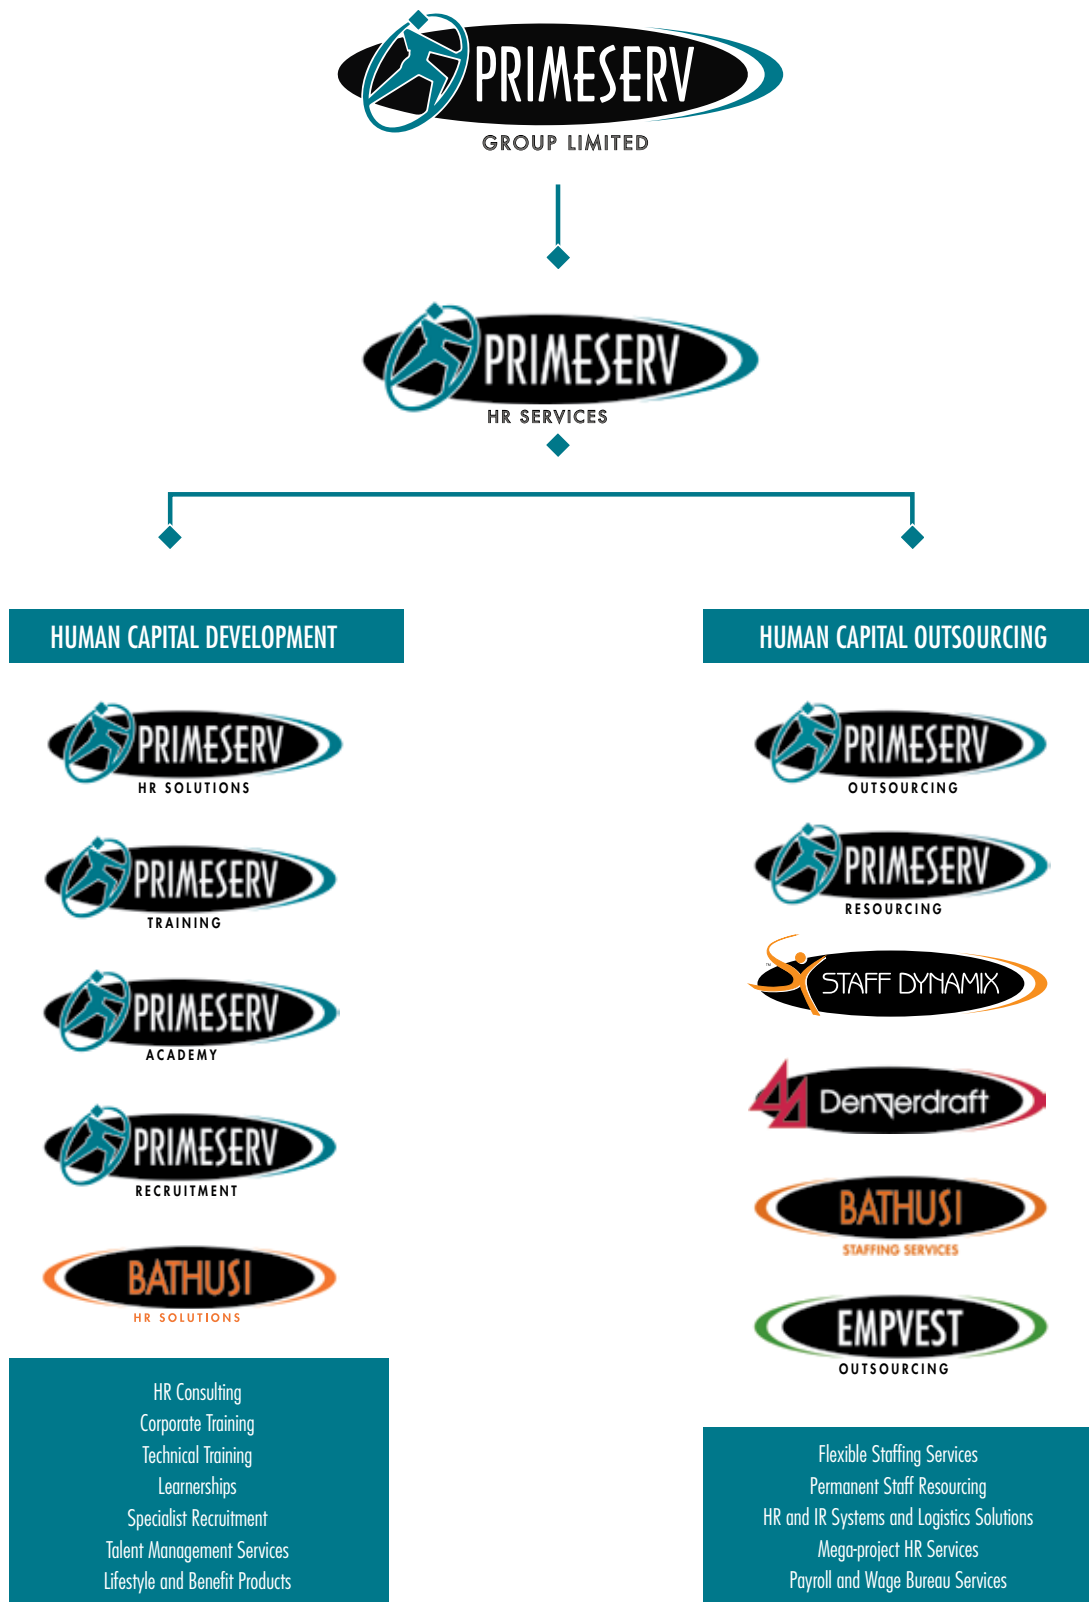 PRIMESERV
GROUP LIMITED
PRIMESERV
HR SERVICES
HUMAN CAPITAL DEVELOPMENT
PRIMESERV
HR SOLUTIONS
PRIMESERV
TRAINING
PRIMESERV
ACADEMY
PRIMESERV
RECRUITMENT
BATHUSI
HR SOLUTIONS
HR Consulting
Corporate Training
Technical Training
Learnerships
Specialist Recruitment
Talent Management Services
Lifestyle and Benefit Products
HUMAN CAPITAL OUTSOURCING
PRIMESERV
OUTSOURCING
PRIMESERV
RESOURCING
™
STAFF DYNAMIX
Dengerdraft
BATHUSI
STAFFING SERVICES
EMPVEST
OUTSOURCING
Flexible Staffing Services
Permanent Staff Resourcing
HR and IR Systems and Logistics Solutions
Mega-project HR Services
Payroll and Wage Bureau Services